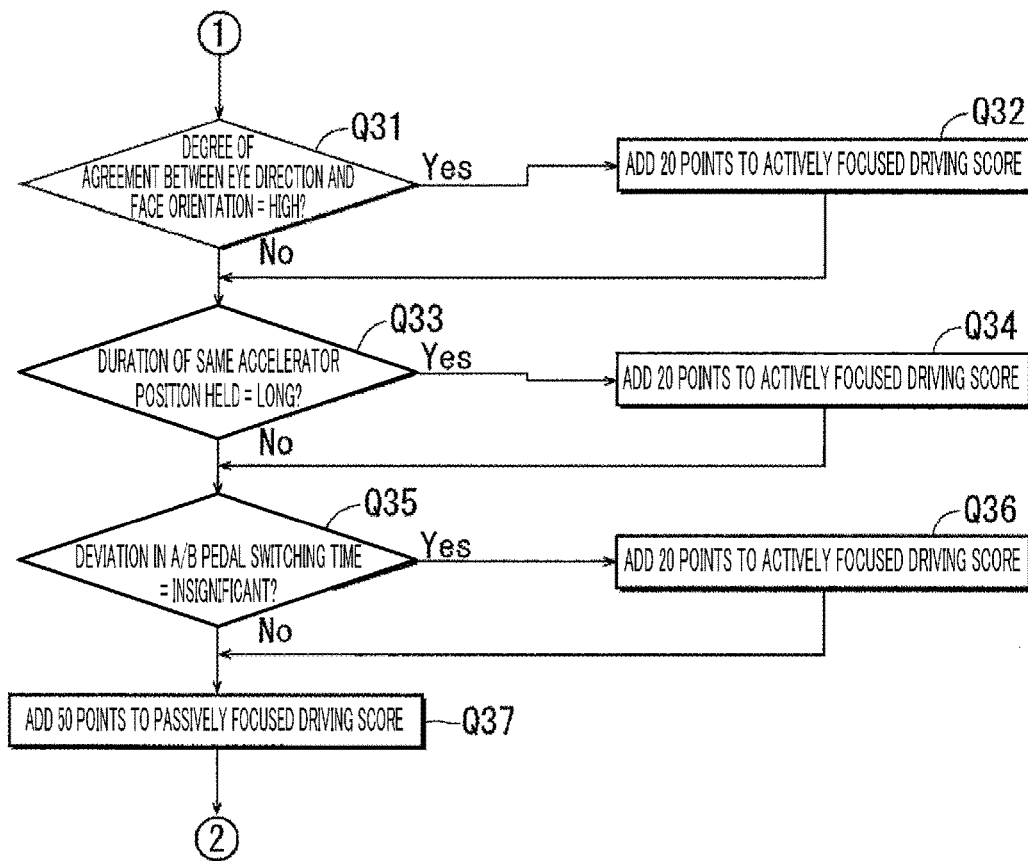 1
DEGREE OF
AGREEMENT BETWEEN EYE DIRECTION AND
FACE ORIENTATION = HIGH?
Q31
Yes
Q32
ADD 20 POINTS TO ACTIVELY FOCUSED DRIVING SCORE
No
DURATION OF SAME ACCELERATOR
POSITION HELD = LONG?
Q33
Yes
Q34
ADD 20 POINTS TO ACTIVELY FOCUSED DRIVING SCORE
No
DEVIATION IN A/B PEDAL SWITCHING TIME
= INSIGNIFICANT?
Q35
Yes
Q36
ADD 20 POINTS TO ACTIVELY FOCUSED DRIVING SCORE
No
ADD 50 POINTS TO PASSIVELY FOCUSED DRIVING SCORE
Q37
2